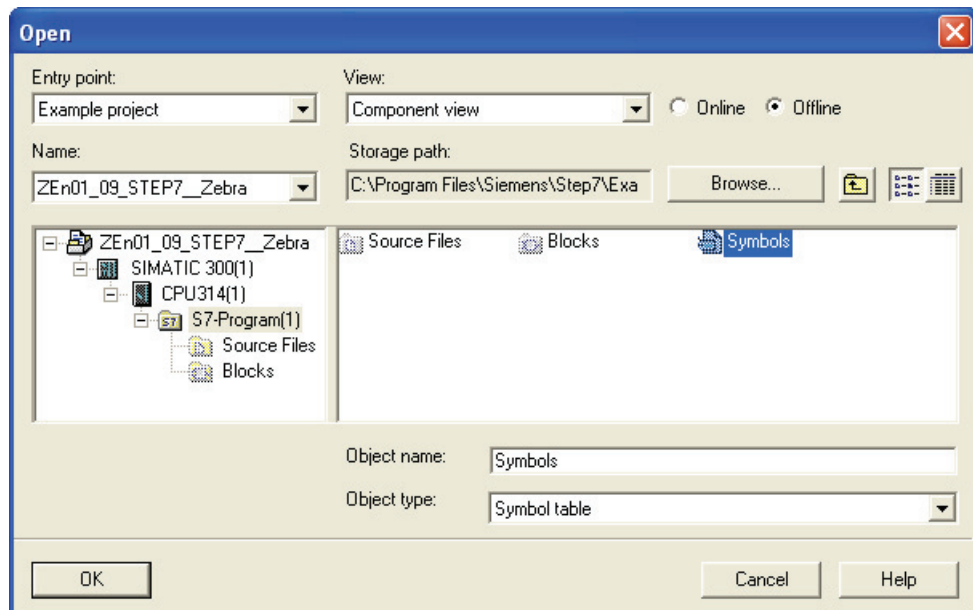 Open
Entry point:
View:
Example project
Component view
Online
Offline
Name:
Storage path:
ZEn01_09_STEP7__Zebra
C:\Program Files\Siemens\Step7\Exa
Browse...
ZEn01_09_STEP7__Zebra
SIMATIC 300(1)
CPU314(1)
S7-Program(1)
Source Files
Blocks
Source Files
Blocks
Symbols
Object name:
Symbols
Object type:
Symbol table
OK
Cancel
Help